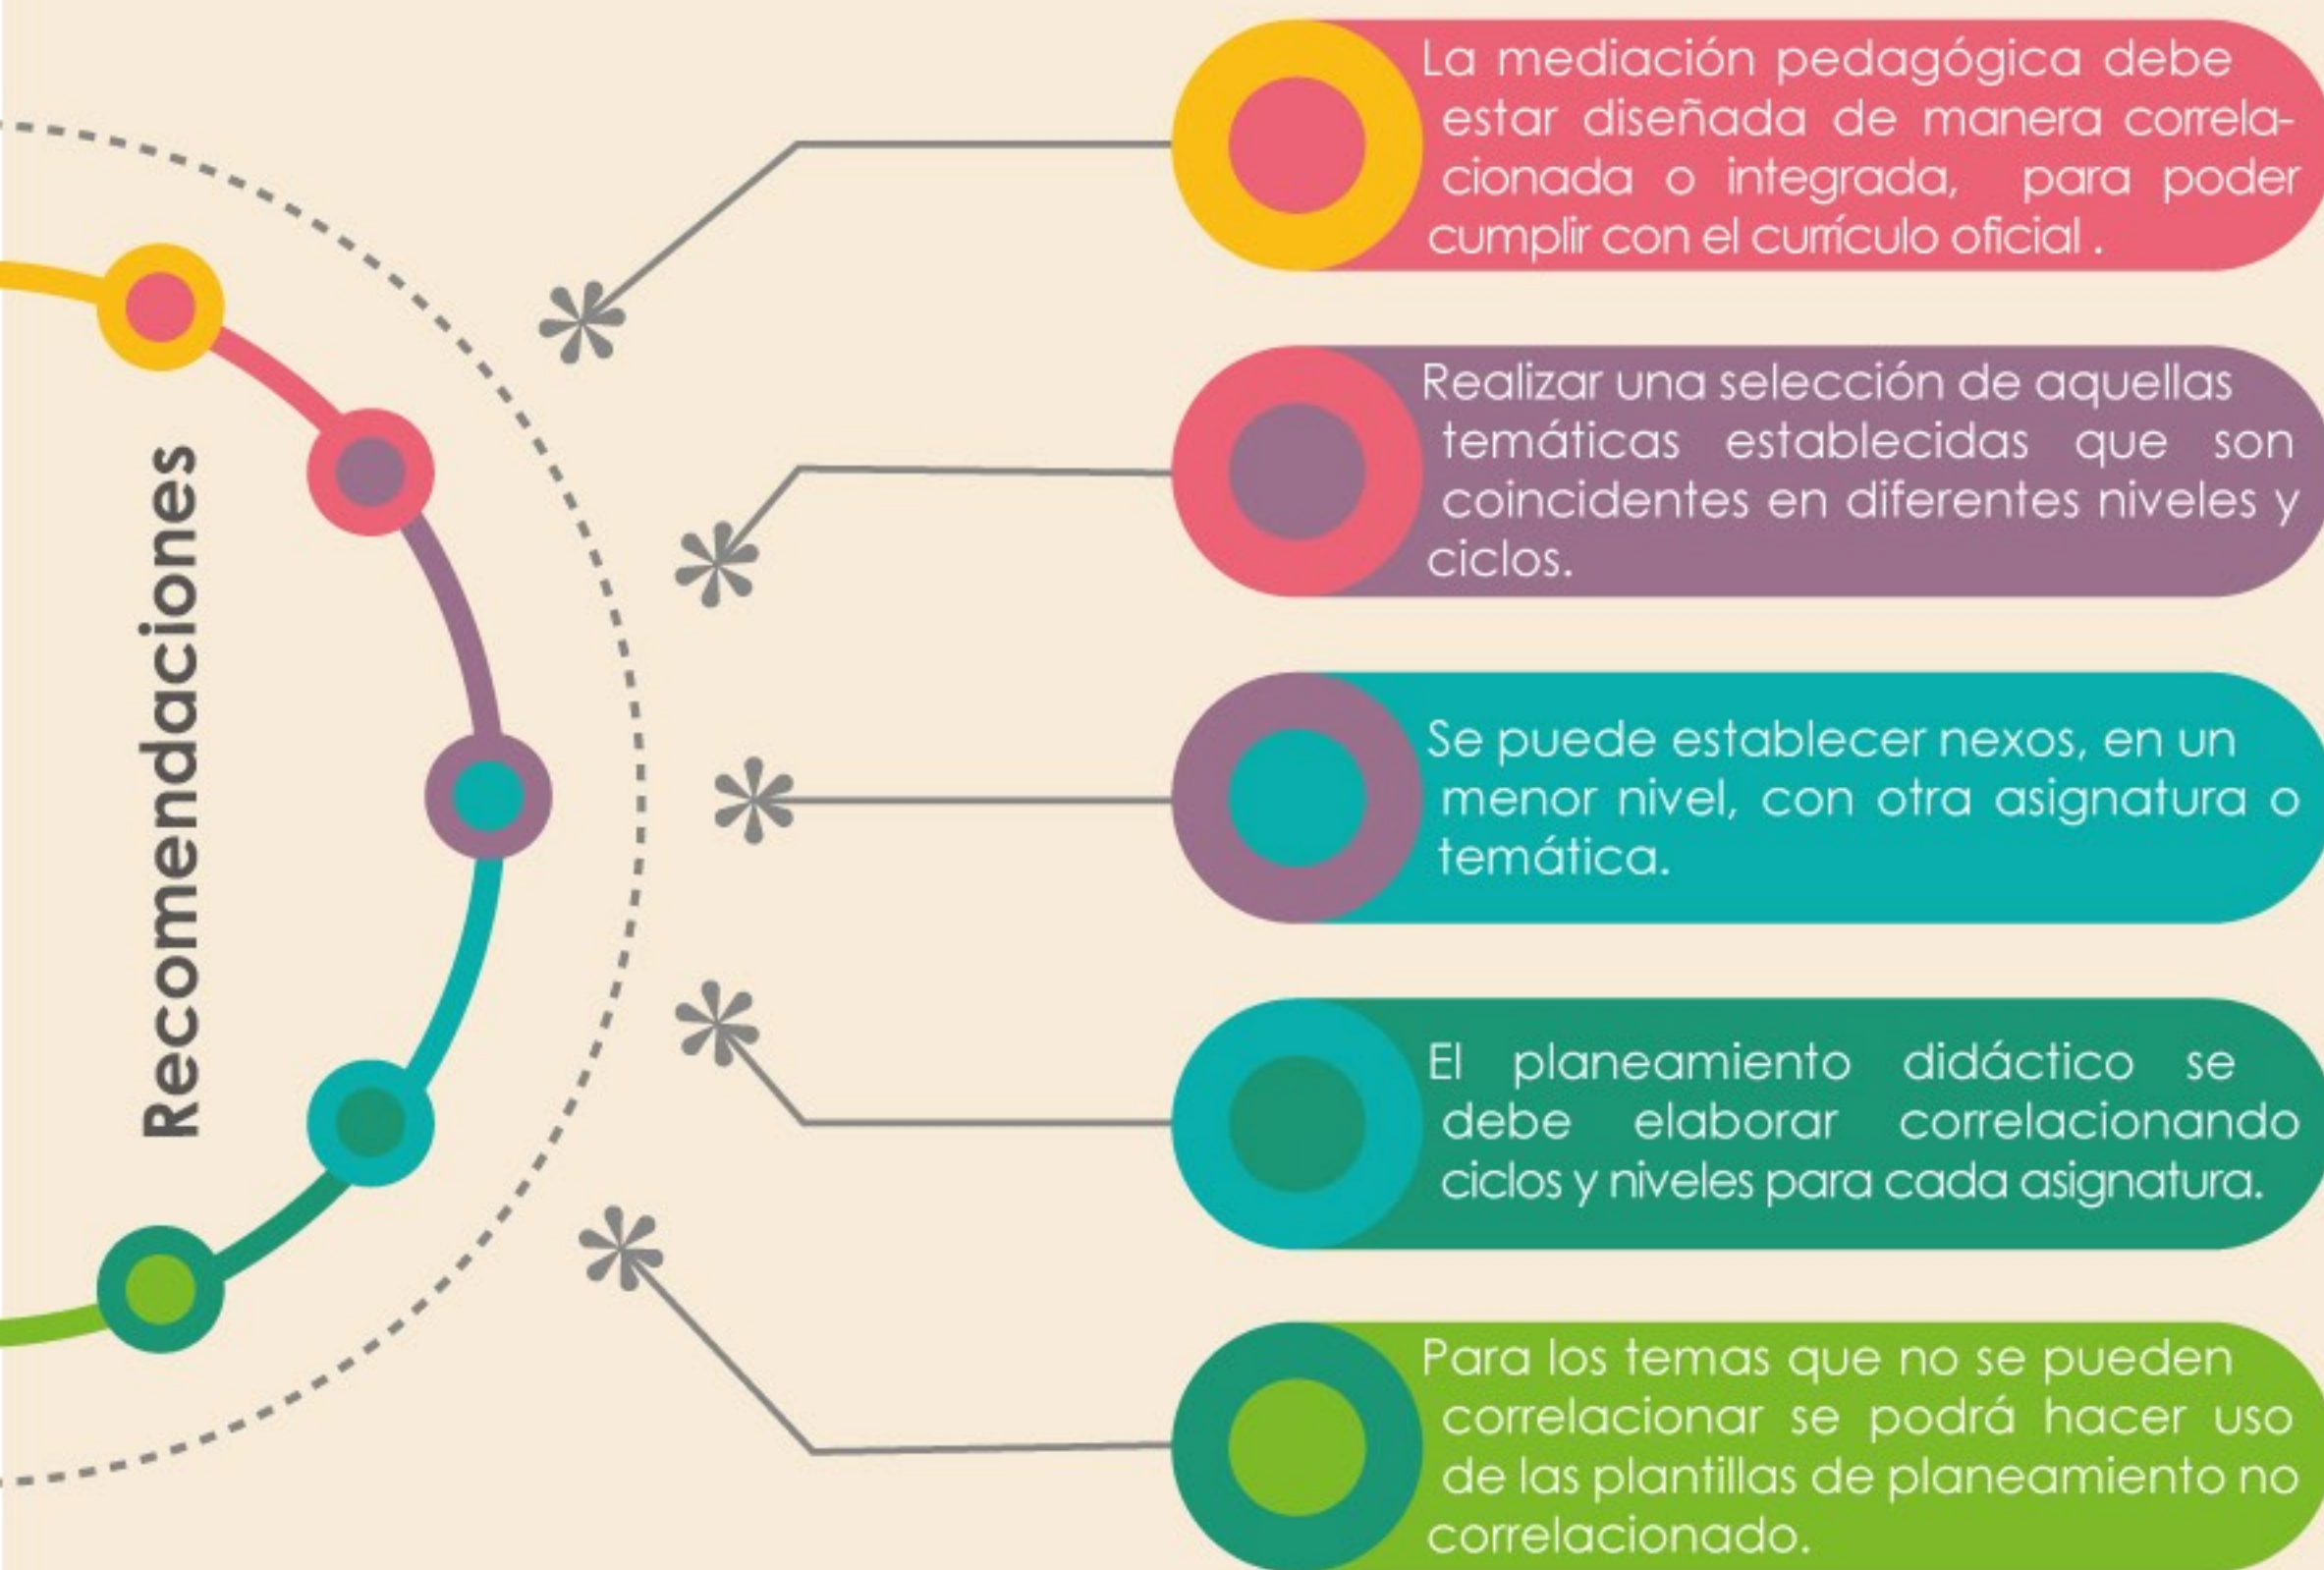 Recomendaciones
La mediación pedagógica debe
estar diseñada de manera correla-
cionada o integrada, para poder
cumplir con el currículo oficial .
Realizar una selección de aquellas
temáticas establecidas que son
coincidentes en diferentes niveles y
ciclos.
Se puede establecer nexos, en un
menor nivel, con otra asignatura o
temática.
El planeamiento didáctico se
debe elaborar correlacionando
ciclos y niveles para cada asignatura.
Para los temas que no se pueden
correlacionar se podrá hacer uso
de las plantillas de planeamiento no
correlacionado.